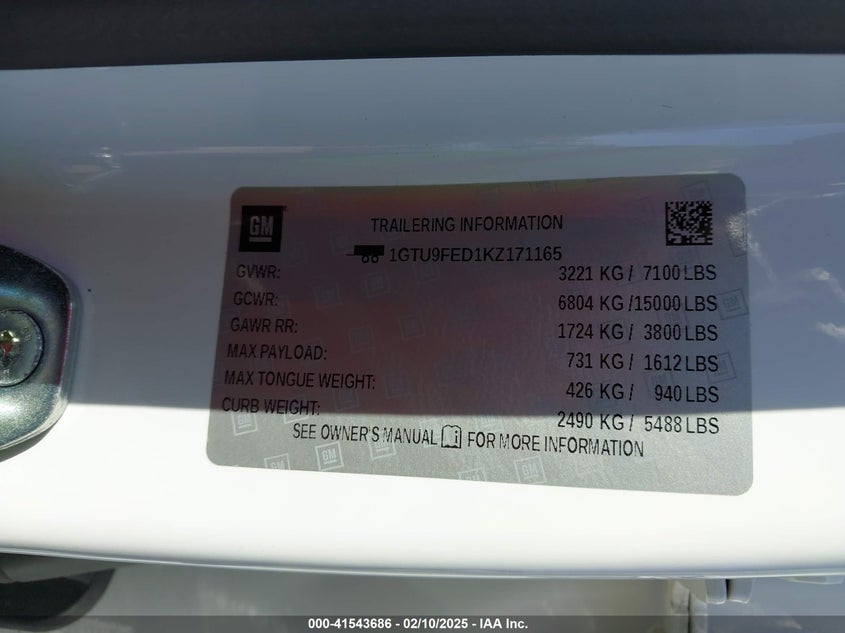 GM
TRAILERING INFORMATION
1GTU9FED1KZ171165
GVWR: 3221 KG / 7100 LBS
GCWR: 6804 KG /15000 LBS
GAWR RR: 1724 KG / 3800 LBS
MAX PAYLOAD: 731 KG / 1612 LBS
MAX TONGUE WEIGHT: 426 KG / 940 LBS
CURB WEIGHT: 2490 KG / 5488 LBS
SEE OWNER'S MANUAL FOR MORE INFORMATION
000-41543686 — 02/10/2025 — IAA Inc.